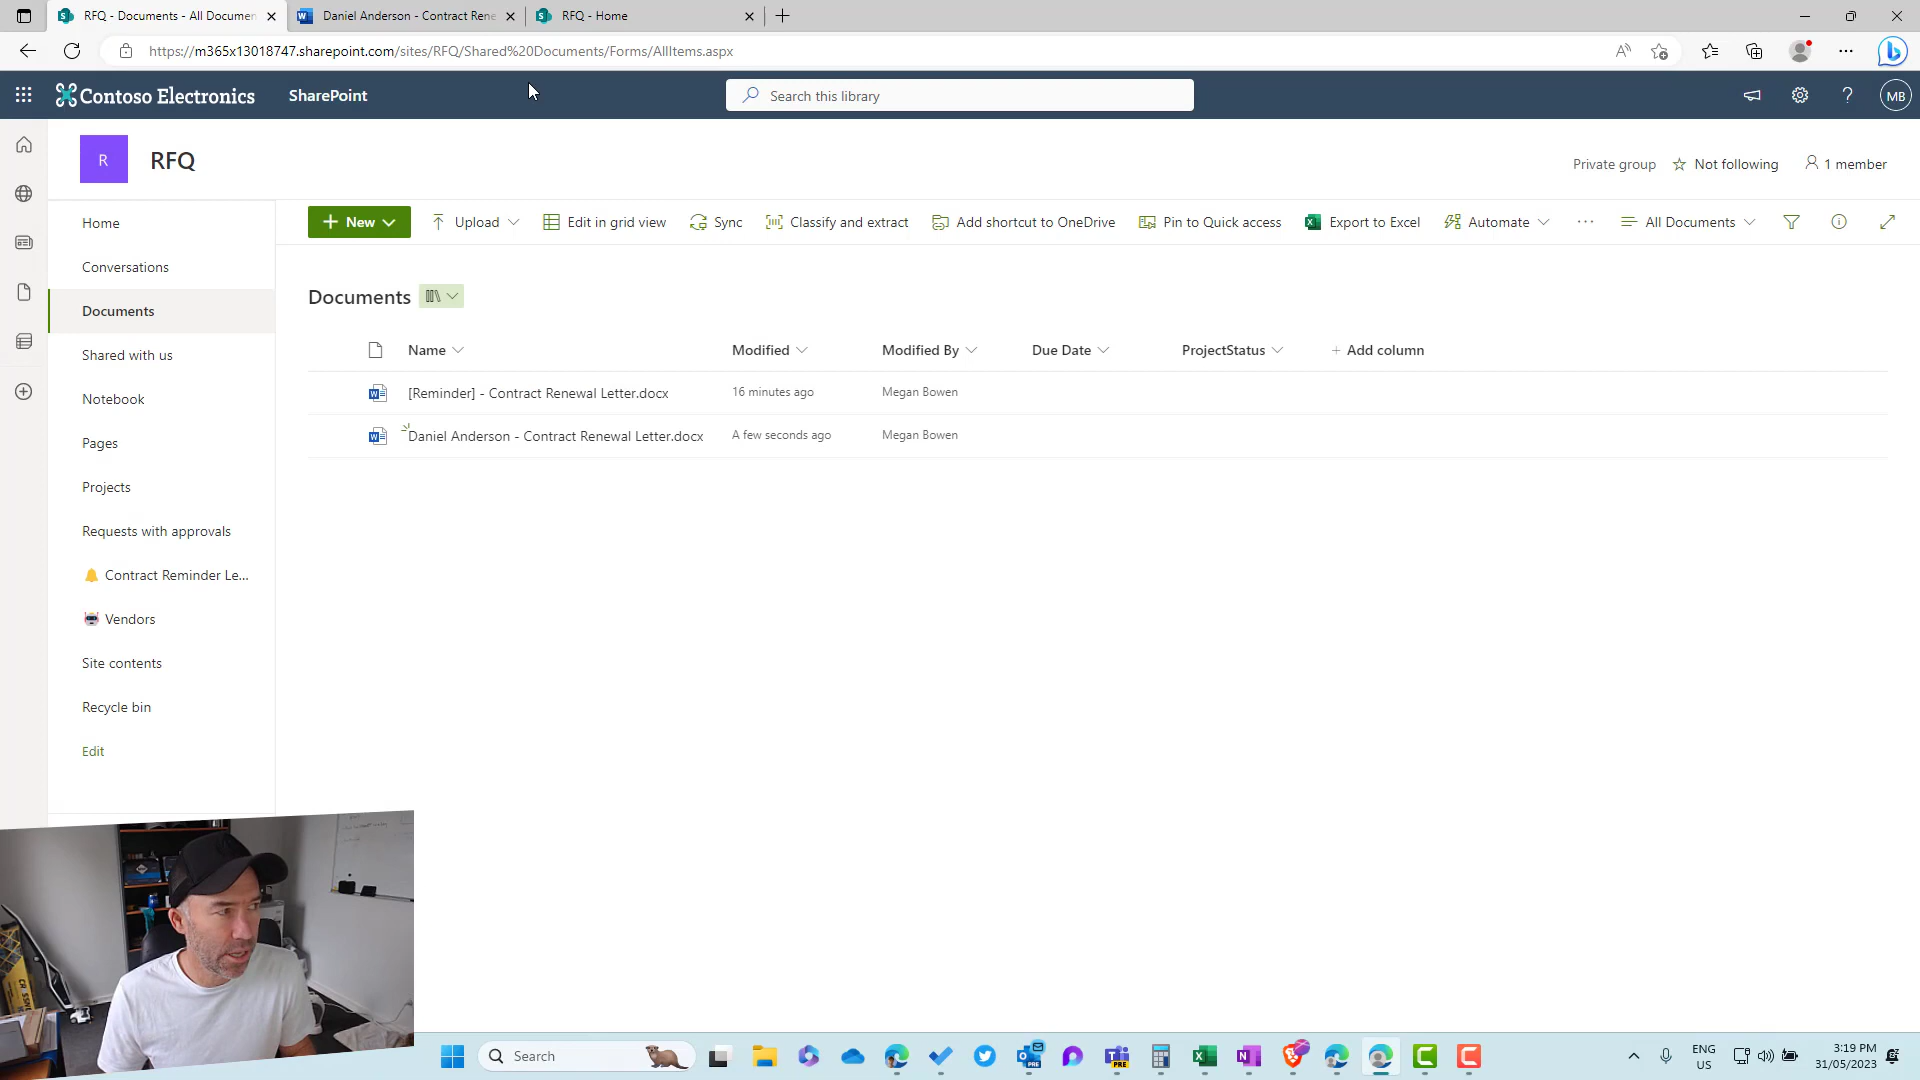 RFQ - Documents - All Documen
Daniel Anderson - Contract Rene
RFQ - Home
https://m365x13018747.sharepoint.com/sites/RFQ/Shared%20Documents/Forms/AllItems.aspx
Contoso Electronics
SharePoint
Search this library
MB
R
RFQ
Private group
Not following
1 member
Home
Conversations
Documents
Shared with us
Notebook
Pages
Projects
Requests with approvals
Contract Reminder Le...
Vendors
Site contents
Recycle bin
Edit
New
Upload
Edit in grid view
Sync
Classify and extract
Add shortcut to OneDrive
Pin to Quick access
Export to Excel
Automate
All Documents
Documents
Name
Modified
Modified By
Due Date
ProjectStatus
Add column
[Reminder] - Contract Renewal Letter.docx
16 minutes ago
Megan Bowen
Daniel Anderson - Contract Renewal Letter.docx
A few seconds ago
Megan Bowen
Search
ENG
US
3:19 PM
31/05/2023